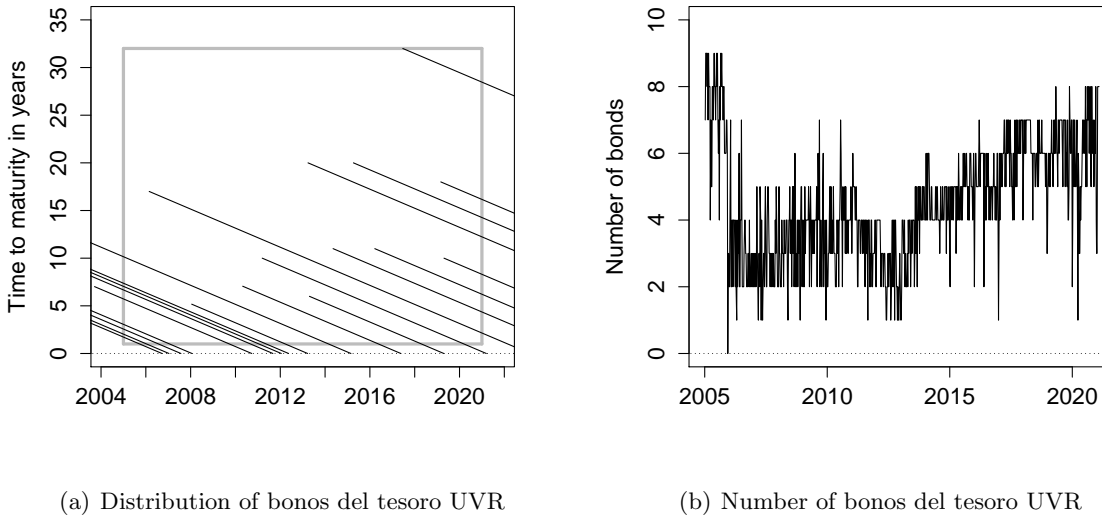 Time to maturity in years
35
30
25
20
15
10
5
0
2004 2008 2012 2016 2020
Number of bonds
10
8
6
4
2
0
2005 2010 2015 2020
(a) Distribution of bonos del tesoro UVR
(b) Number of bonos del tesoro UVR